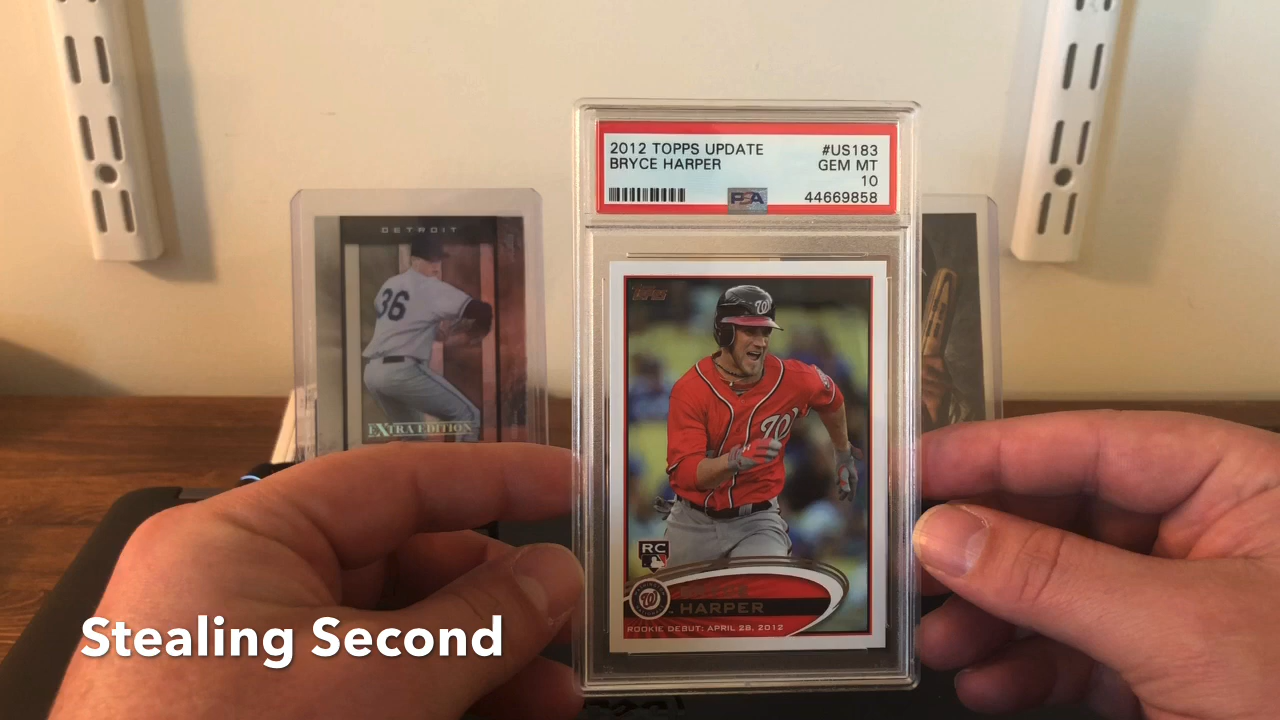 2012 TOPPS UPDATE #US183
BRYCE HARPER GEM MT
10
PSA 44669858
DETROIT
36
EXTRA EDITION
TOPPS
W
W
RC
W
HARPER
ROOKIE DEBUT: APRIL 28, 2012
Stealing Second